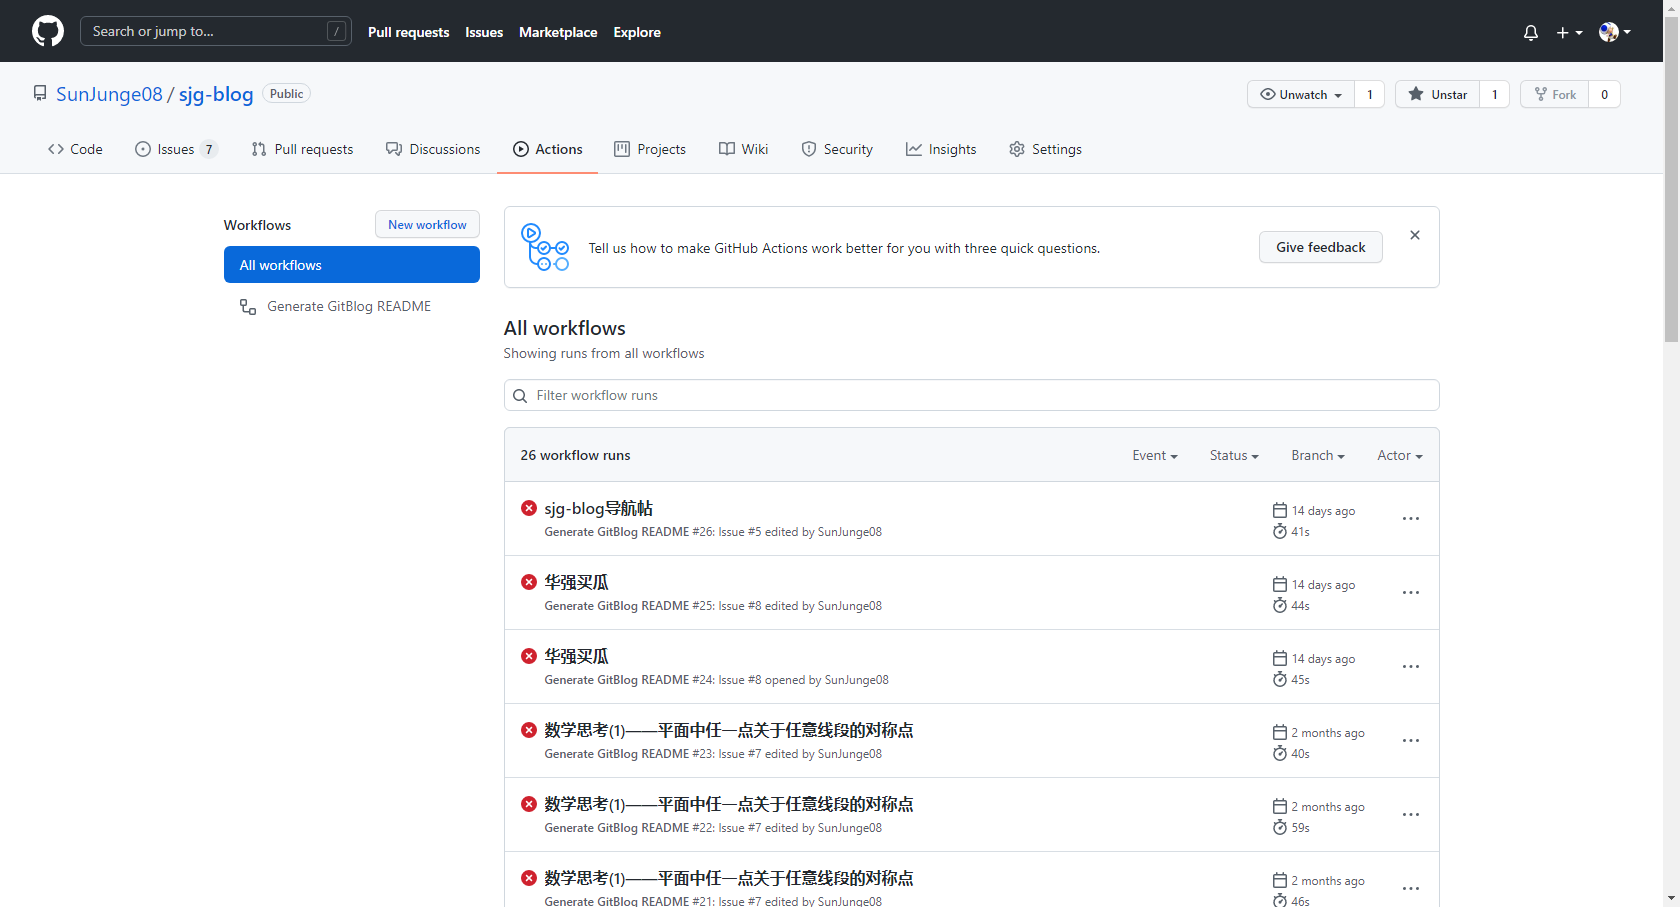 Search or jump to... /
Pull requests Issues Marketplace Explore
SunJunge08 / sjg-blog Public
Unwatch 1 Unstar 1 Fork 0
Code Issues 7 Pull requests Discussions Actions Projects Wiki Security Insights Settings
Workflows New workflow
All workflows
Generate GitBlog README
Tell us how to make GitHub Actions work better for you with three quick questions. Give feedback
All workflows
Showing runs from all workflows
Filter workflow runs
26 workflow runs Event Status Branch Actor
sjg-blog导航帖
Generate GitBlog README #26: Issue #5 edited by SunJunge08
14 days ago
41s
华强买瓜
Generate GitBlog README #25: Issue #8 edited by SunJunge08
14 days ago
44s
华强买瓜
Generate GitBlog README #24: Issue #8 opened by SunJunge08
14 days ago
45s
数学思考(1)——平面中任一点关于任意线段的对称点
Generate GitBlog README #23: Issue #7 edited by SunJunge08
2 months ago
40s
数学思考(1)——平面中任一点关于任意线段的对称点
Generate GitBlog README #22: Issue #7 edited by SunJunge08
2 months ago
59s
数学思考(1)——平面中任一点关于任意线段的对称点
Generate GitBlog README #21: Issue #7 edited by SunJunge08
2 months ago
46s